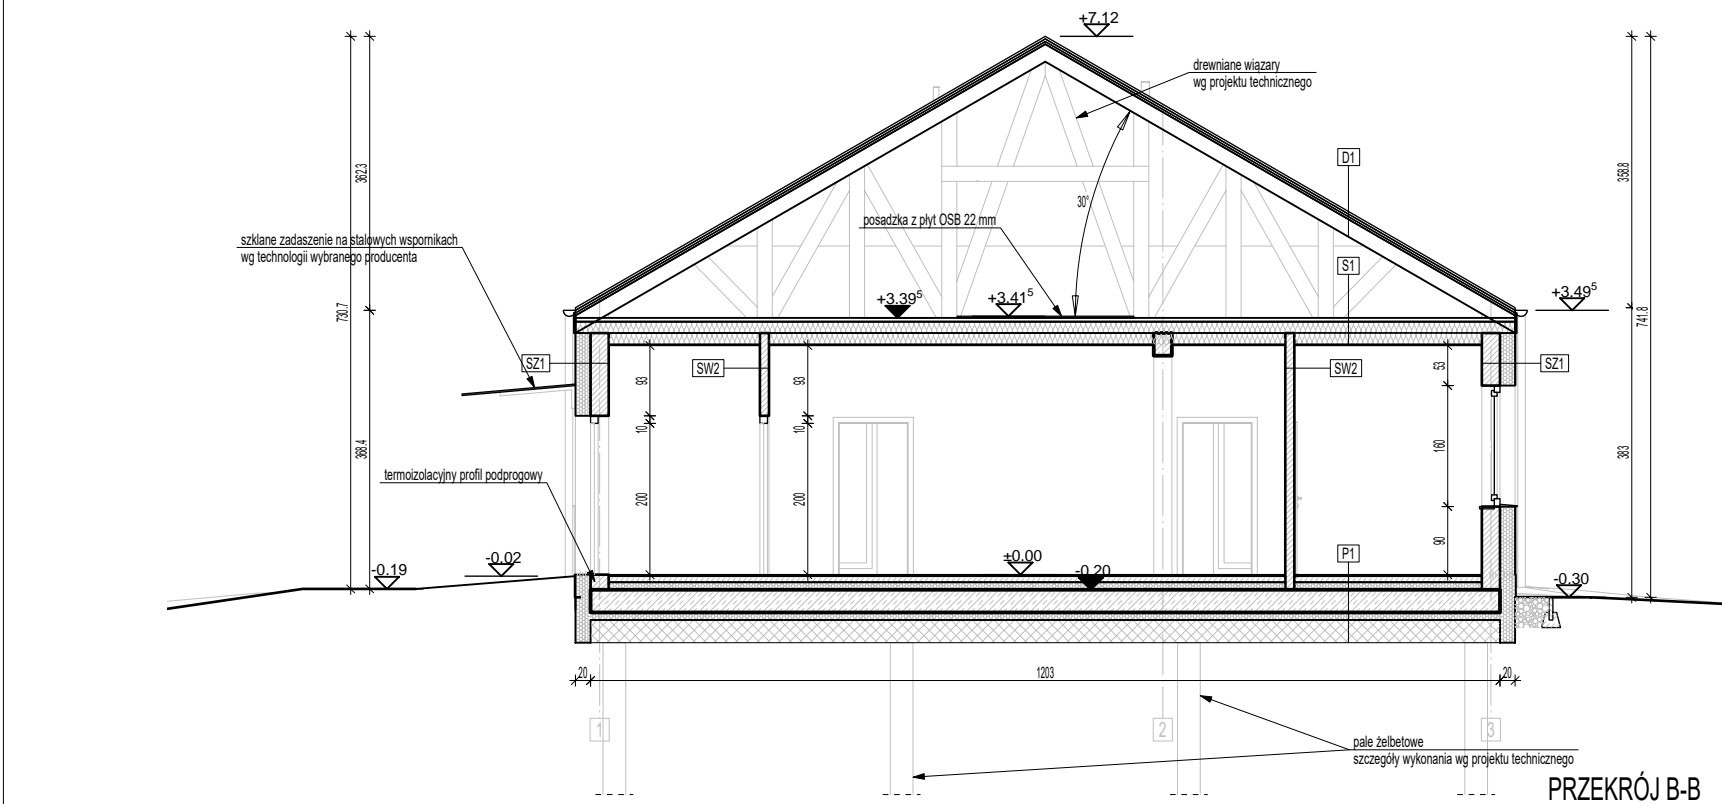 +7.12
drewniane wiązary
wg projektu technicznego
D1
362.3
358.8
30°
posadzka z płyt OSB 22 mm
szklane zadaszenie na stalowych wspornikach
wg technologii wybranego producenta
S1
+3.39⁵
+3.41⁵
+3.49⁵
730.7
741.8
SZ1
SW2
SW2
SZ1
93
93
53
10
10
160
368.4
383
termoizolacyjny profil podprogowy
200
200
90
-0.19
-0.02
±0.00
-0.20
P1
-0.30
20
1203
20
1
2
3
pale żelbetowe
szczegóły wykonania wg projektu technicznego
PRZEKRÓJ B-B